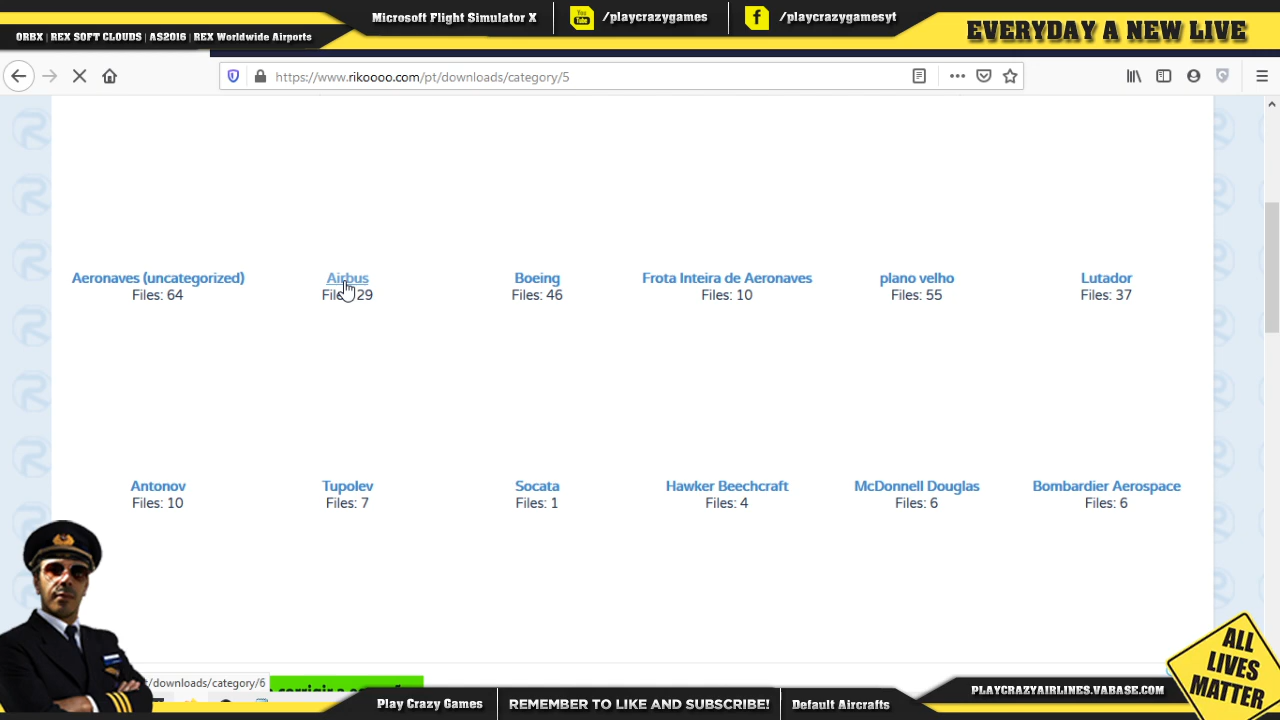 Microsoft Flight Simulator X
/playcrazygames
/playcrazygamesyt
EVERYDAY A NEW LIVE
ORBX | REX SOFT CLOUDS | AS2016 | REX Worldwide Airports
https://www.rikoooo.com/pt/downloads/category/5
Aeronaves (uncategorized)
Files: 64
Airbus
29
Boeing
Files: 46
Frota Inteira de Aeronaves
Files: 10
plano velho
Files: 55
Lutador
Files: 37
Antonov
Files: 10
Tupolev
Files: 7
Socata
Files: 1
Hawker Beechcraft
Files: 4
McDonnell Douglas
Files: 6
Bombardier Aerospace
Files: 6
t/downloads/category/6
corrigir a
Play Crazy Games
REMEMBER TO LIKE AND SUBSCRIBE!
Default Aircrafts
PLAYCRAZYAIRLINES.VABASE.COM
ALL
LIVES
MATTER